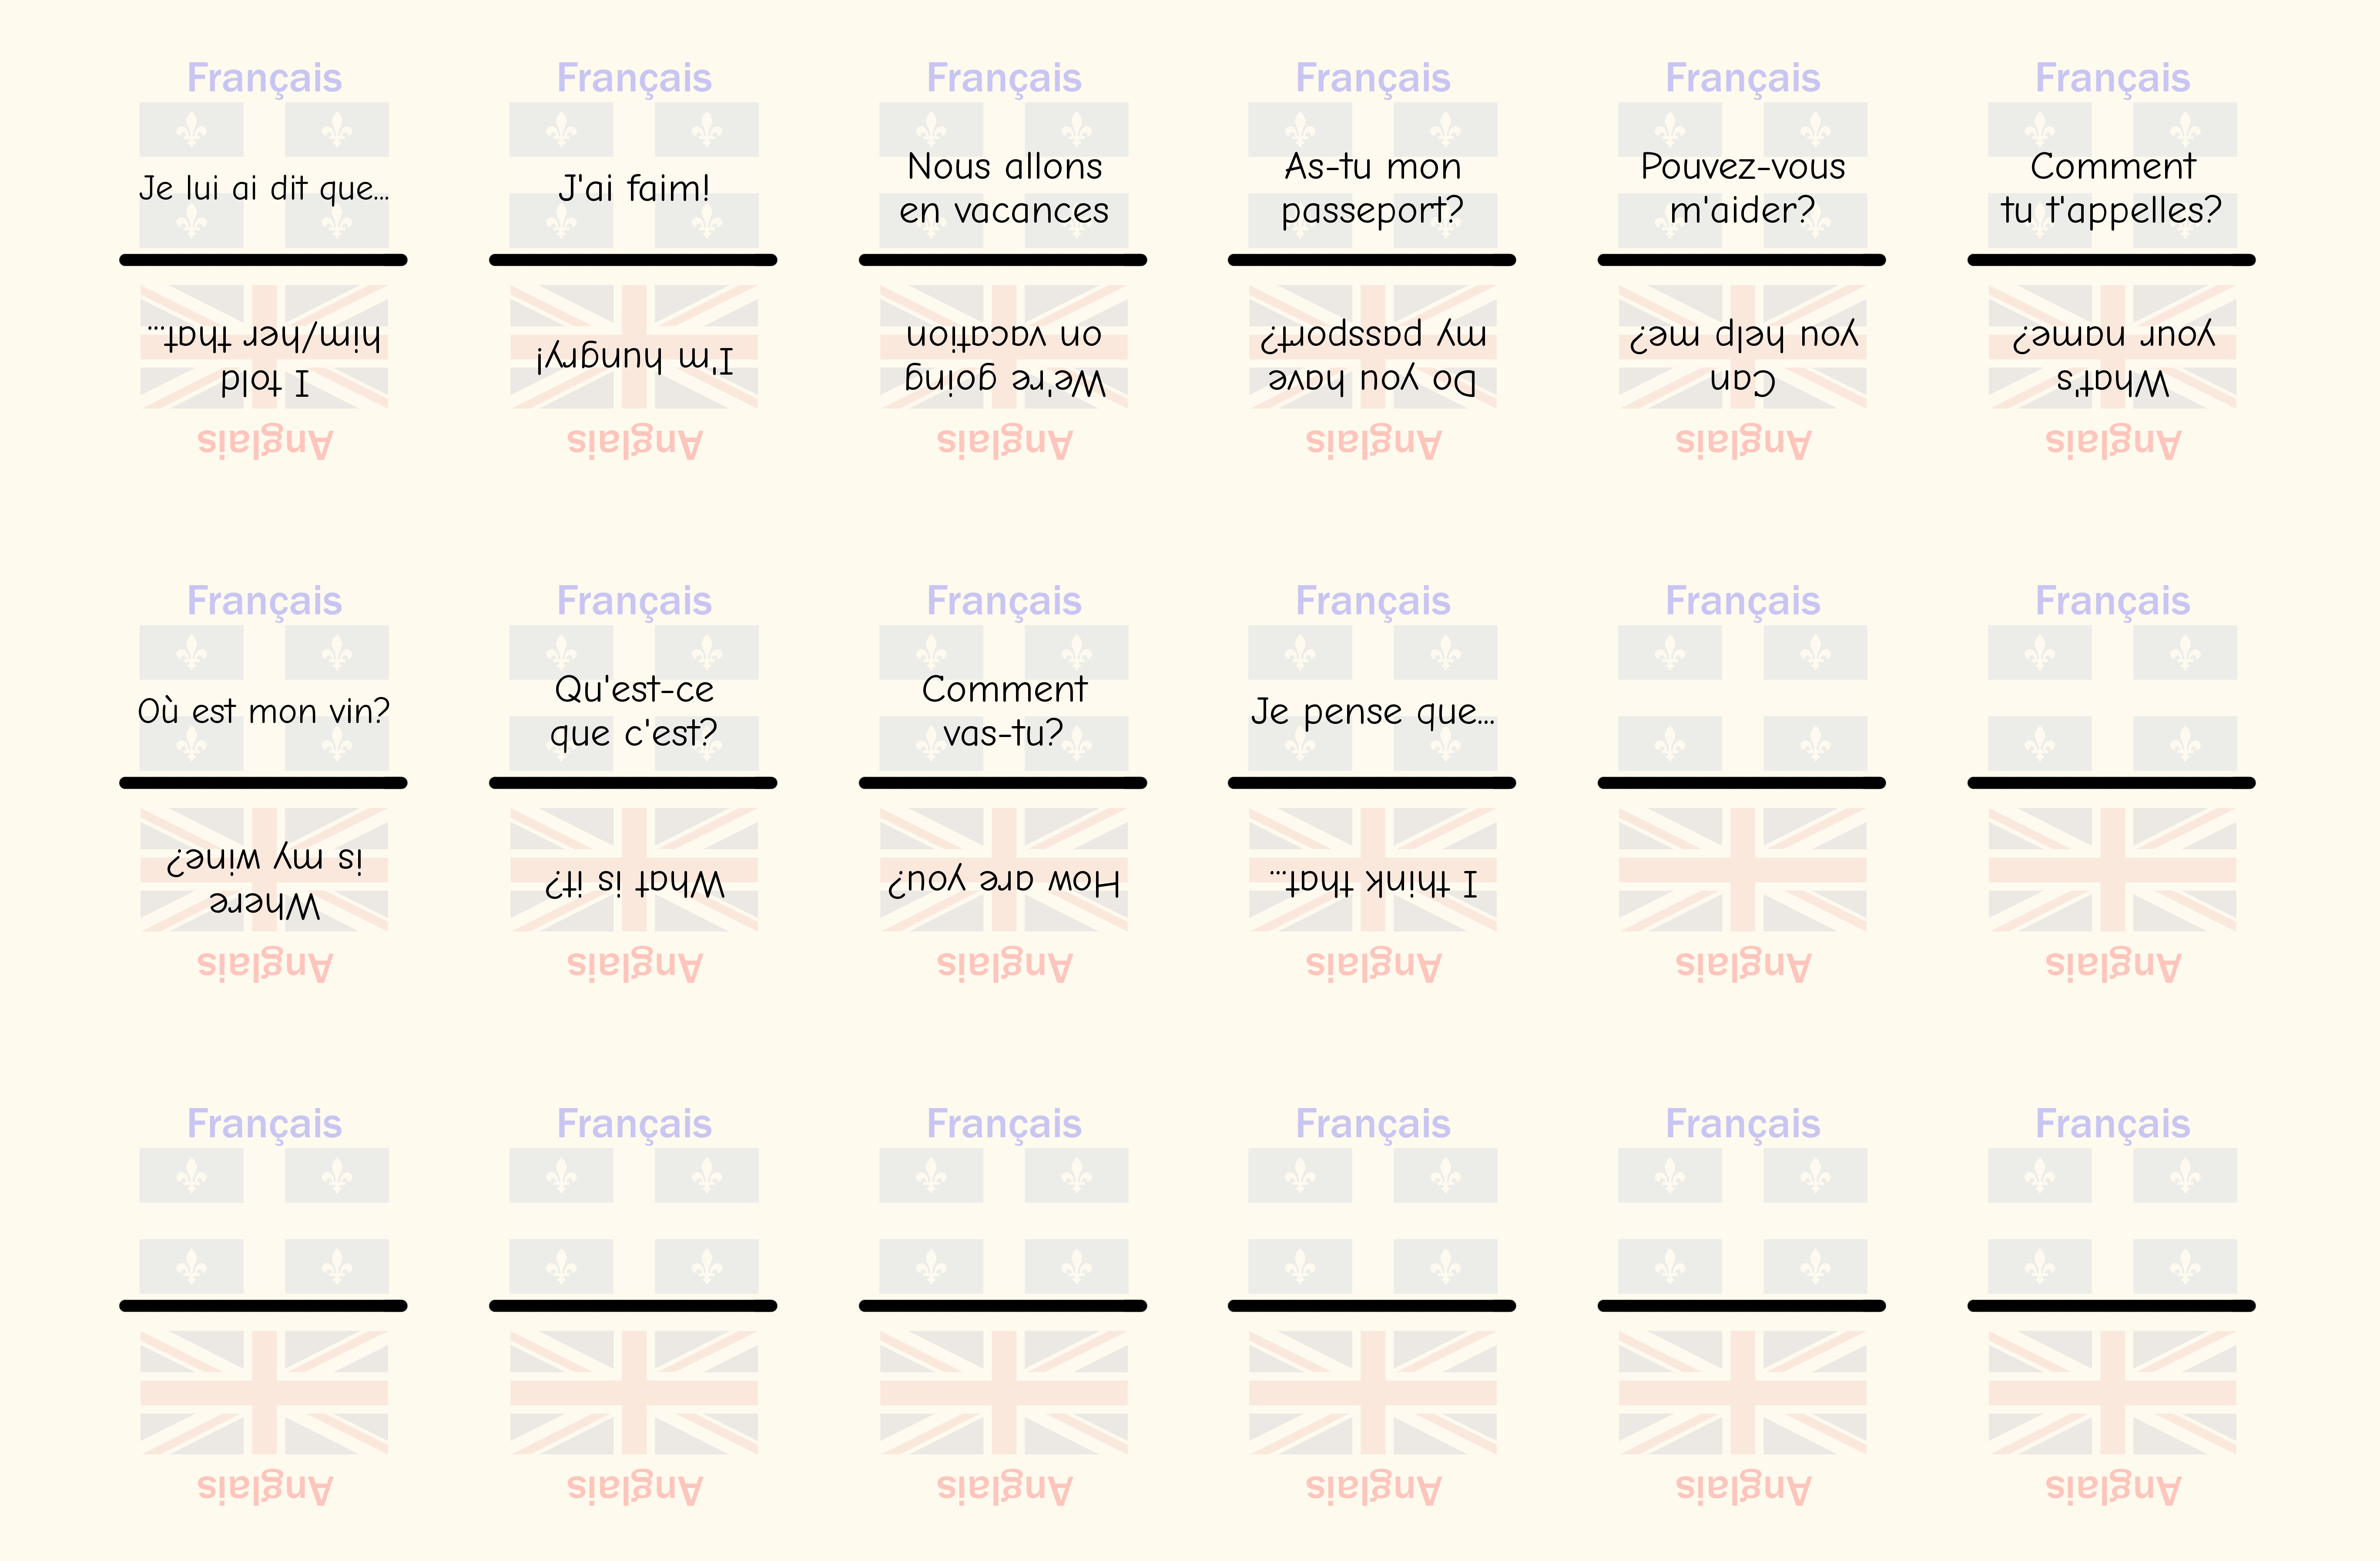 Français
Je lui ai dit que...
I told
him/her that...
Anglais
Français
J'ai faim!
I'm hungry!
Anglais
Français
Nous allons
en vacances
We're going
on vacation
Anglais
Français
As-tu mon
passeport?
Do you have
my passport?
Anglais
Français
Pouvez-vous
m'aider?
Can
you help me?
Anglais
Français
Comment
tu t'appelles?
What's
your name?
Anglais
Français
Où est mon vin?
Where
is my wine?
Anglais
Français
Qu'est-ce
que c'est?
What is it?
Anglais
Français
Comment
vas-tu?
How are you?
Anglais
Français
Je pense que...
I think that...
Anglais
Français
Anglais
Français
Anglais
Français
Anglais
Français
Anglais
Français
Anglais
Français
Anglais
Français
Anglais
Français
Anglais